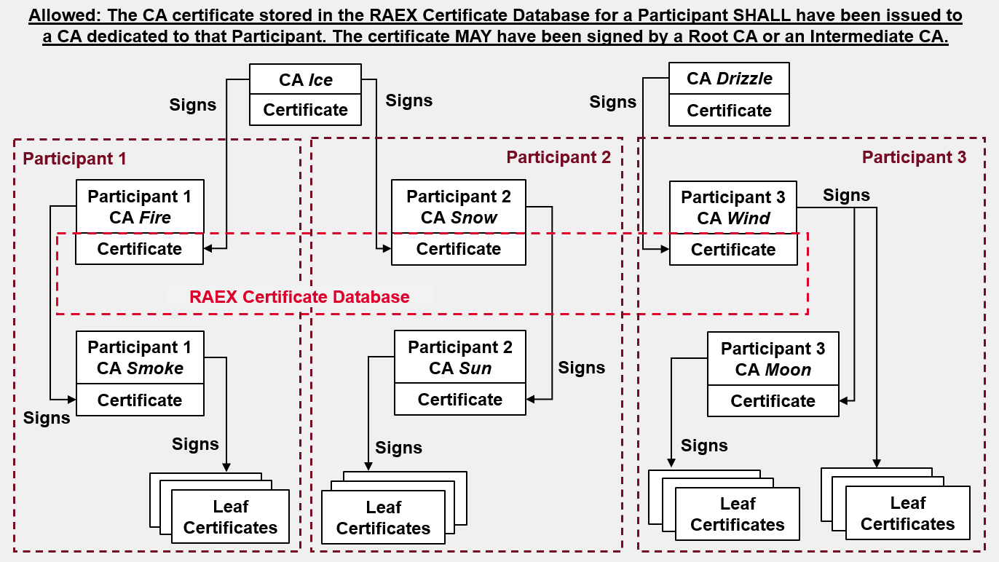 Allowed: The CA certificate stored in the RAEX Certificate Database for a Participant SHALL have been issued to
a CA dedicated to that Participant. The certificate MAY have been signed by a Root CA or an Intermediate CA.
CA Ice
Certificate
Signs
Signs
CA Drizzle
Certificate
Signs
Participant 1
Participant 1
CA Fire
Certificate
Participant 2
Participant 2
CA Snow
Certificate
Participant 3
Participant 3
CA Wind
Certificate
Signs
RAEX Certificate Database
Participant 1
CA Smoke
Certificate
Signs
Signs
Leaf
Certificates
Participant 2
CA Sun
Certificate
Signs
Signs
Leaf
Certificates
Participant 3
CA Moon
Certificate
Signs
Leaf
Certificates
Leaf
Certificates